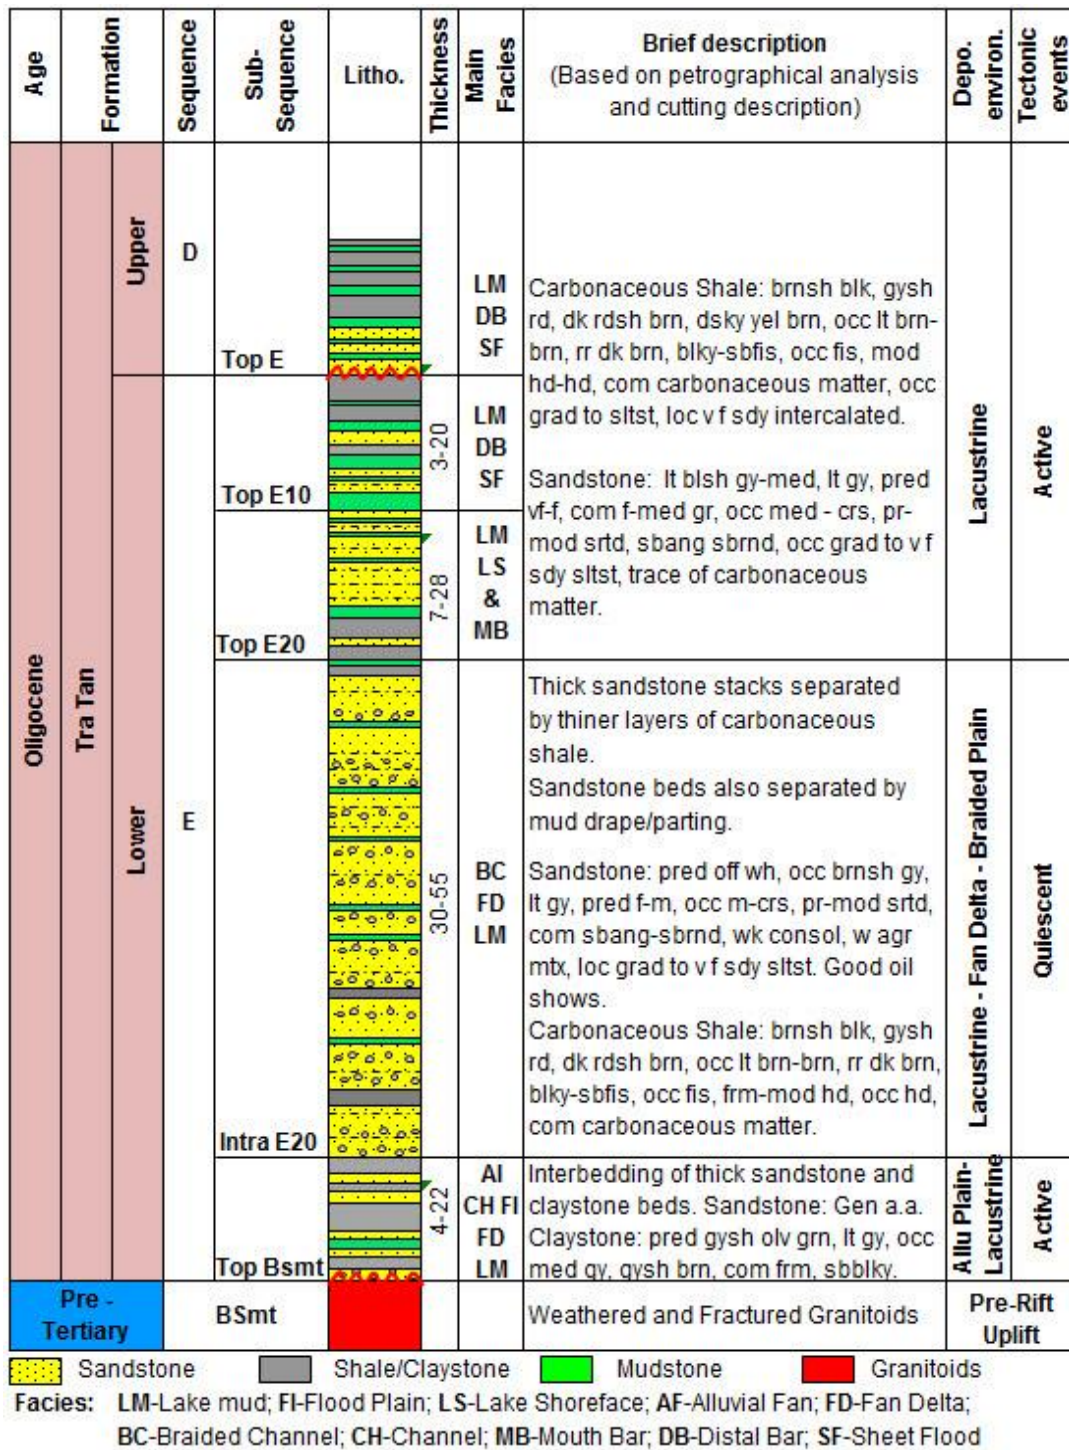 Age
Formation
Sequence
Sub-
Sequence
Litho.
Thickness
Main
Facies
Brief description
(Based on petrographical analysis
and cutting description)
Depo.
environ.
Tectonic
events
Oligocene
Tra Tan
Upper
D
Top E
LM
DB
SF
Carbonaceous Shale: brnsh blk, gysh
rd, dk rdsh brn, dsky yel brn, occ lt brn-
brn, rr dk brn, blky-sbfis, occ fis, mod
hd-hd, com carbonaceous matter, occ
grad to sltst, loc v f sdy intercalated.
Sandstone: lt blsh gy-med, lt gy, pred
vf-f, com f-med gr, occ med - crs, pr-
mod srtd, sbang sbrnd, occ grad to v f
sdy sltst, trace of carbonaceous
matter.
Lacustrine
Active
Lower
E
Top E10
3-20
LM
DB
SF
Top E20
7-28
LM
LS
&
MB
Intra E20
30-55
BC
FD
LM
Thick sandstone stacks separated
by thiner layers of carbonaceous
shale.
Sandstone beds also separated by
mud drape/parting.
Sandstone: pred off wh, occ brnsh gy,
lt gy, pred f-m, occ m-crs, pr-mod srtd,
com sbang-sbrnd, wk consol, w agr
mtx, loc grad to v f sdy sltst. Good oil
shows.
Carbonaceous Shale: brnsh blk, gysh
rd, dk rdsh brn, occ lt brn-brn, rr dk brn,
blky-sbfis, occ fis, frm-mod hd, occ hd,
com carbonaceous matter.
Lacustrine - Fan Delta - Braided Plain
Quiescent
Top Bsmt
4-22
Al
CH Fl
FD
LM
Interbedding of thick sandstone and
claystone beds. Sandstone: Gen a.a.
Claystone: pred gysh olv grn, lt gy, occ
med gy, gysh brn, com frm, sbblky.
Allu Plain-
Lacustrine
Active
Pre -
Tertiary
BSmt
Weathered and Fractured Granitoids
Pre-Rift
Uplift
Sandstone Shale/Claystone Mudstone Granitoids
Facies: LM-Lake mud; Fl-Flood Plain; LS-Lake Shoreface; AF-Alluvial Fan; FD-Fan Delta;
BC-Braided Channel; CH-Channel; MB-Mouth Bar; DB-Distal Bar; SF-Sheet Flood